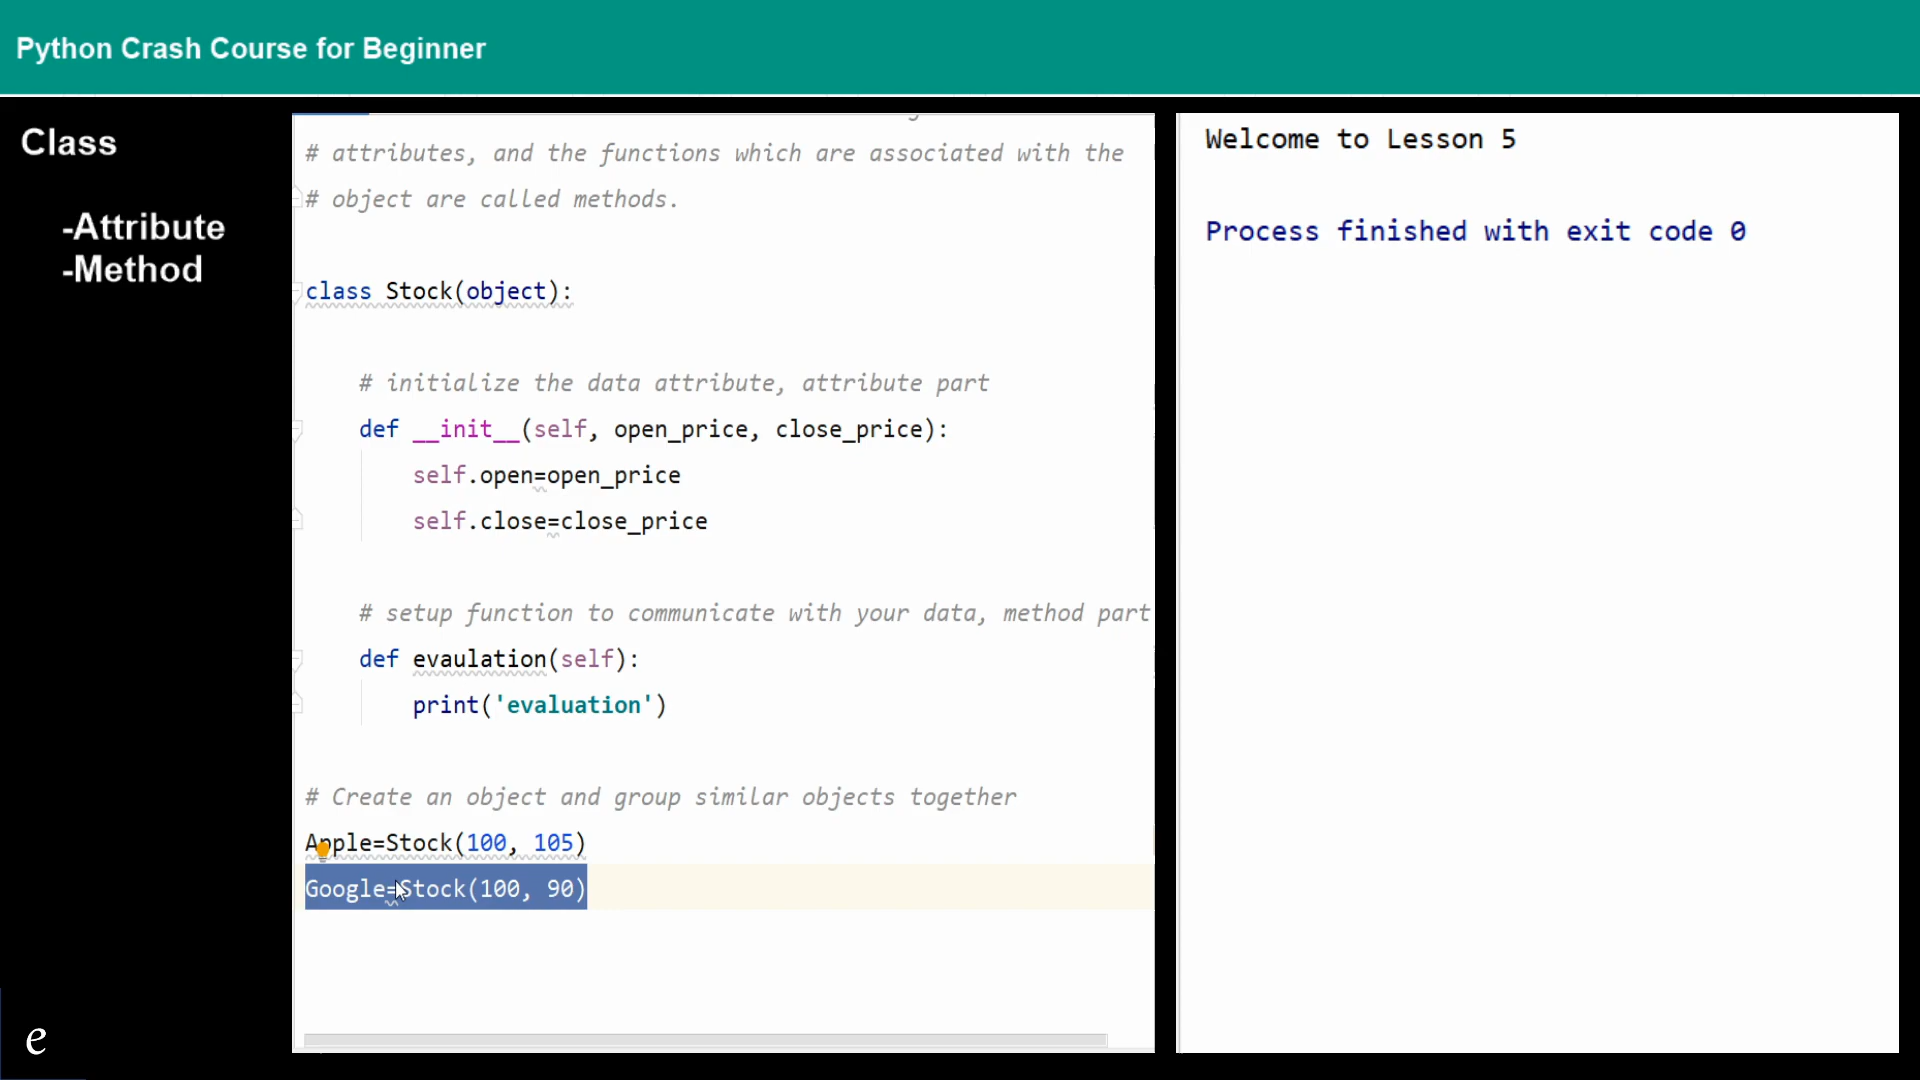 Python Crash Course for Beginner
Class
-Attribute
-Method
# attributes, and the functions which are associated with the
# object are called methods.
class Stock(object):
# initialize the data attribute, attribute part
def __init__(self, open_price, close_price):
self.open=open_price
self.close=close_price
# setup function to communicate with your data, method part
def evaulation(self):
print('evaluation')
# Create an object and group similar objects together
Apple=Stock(100, 105)
Google=Stock(100, 90)
Welcome to Lesson 5
Process finished with exit code 0
e